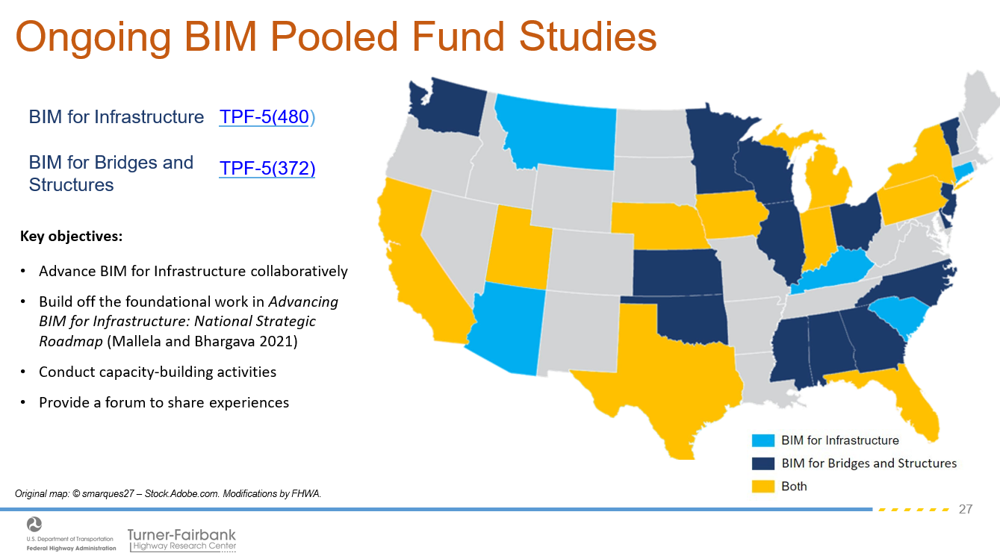 Ongoing BIM Pooled Fund Studies
BIM for Infrastructure TPF-5(480)
BIM for Bridges and
Structures
TPF-5(372)
Key objectives:
• Advance BIM for Infrastructure collaboratively
• Build off the foundational work in Advancing
BIM for Infrastructure: National Strategic
Roadmap (Mallela and Bhargava 2021)
• Conduct capacity-building activities
• Provide a forum to share experiences
BIM for Infrastructure
BIM for Bridges and Structures
Both
Original map: © smarques27 – Stock.Adobe.com. Modifications by FHWA.
27
U.S. Department of Transportation
Federal Highway Administration
Turner-Fairbank
Highway Research Center